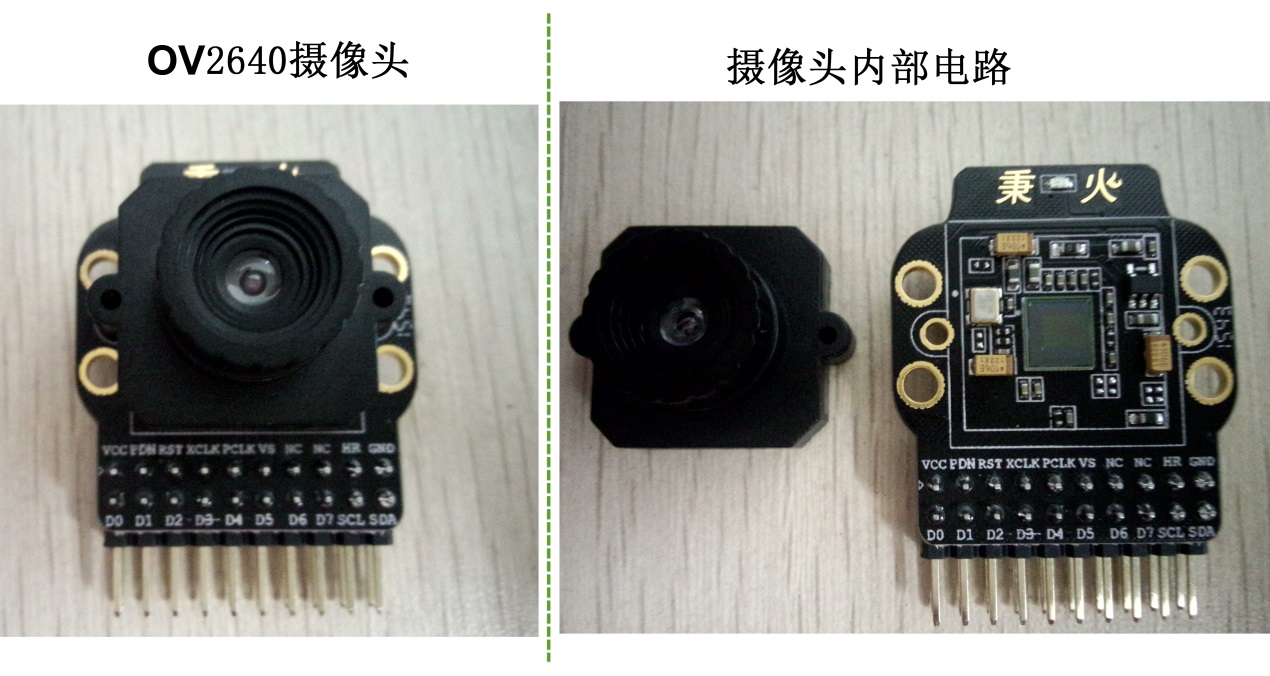 OV2640摄像头
摄像头内部电路
VCC PDN RST XCLK PCLK VS NC NC HR GND
D0 D1 D2 D3 D4 D5 D6 D7 SCL SDA
秉火
VCC PDN RST XCLK PCLK VS NC NC HR GND
D0 D1 D2 D3 D4 D5 D6 D7 SCL SDA